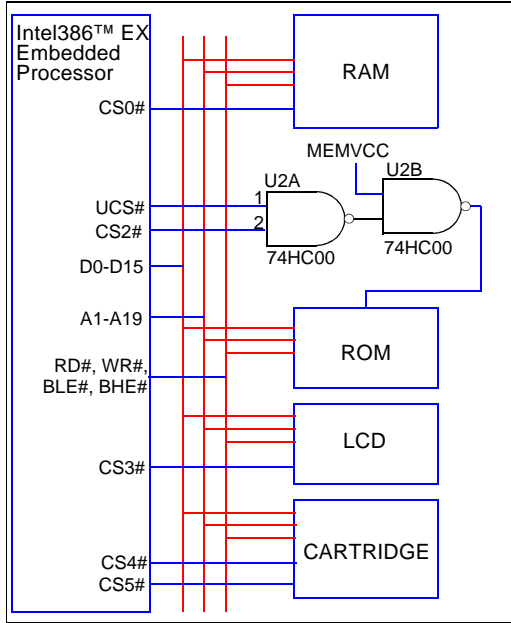 Intel386™ EX
Embedded
Processor
RAM
CS0#
MEMVCC
U2B
U2A
1
UCS#
2
CS2#
74HC00
74HC00
D0-D15
A1-A19
ROM
RD#, WR#,
BLE#, BHE#
LCD
CS3#
CARTRIDGE
CS4#
CS5#